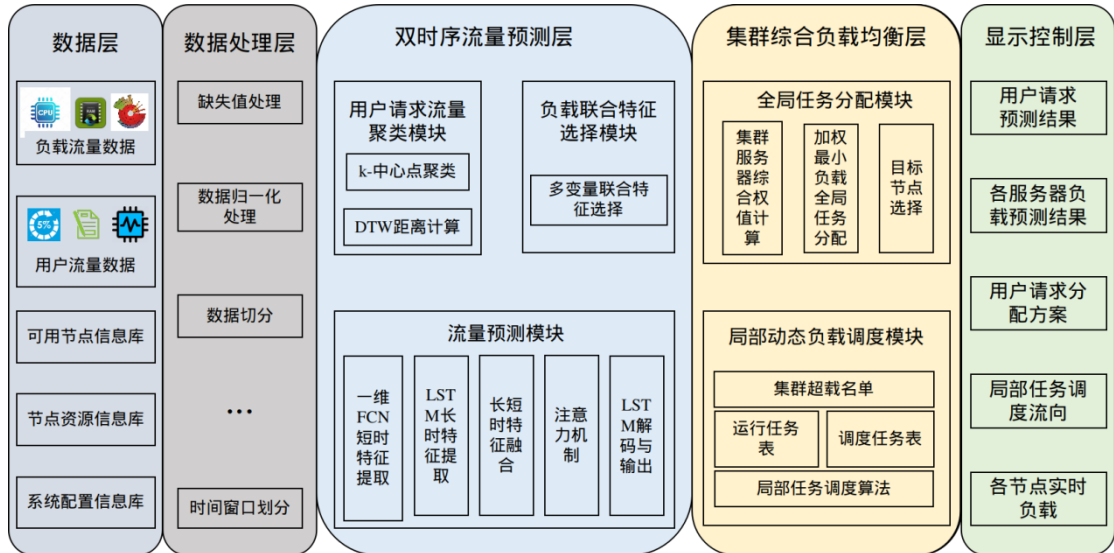 数据层
CPU
负载流量数据
5%
用户流量数据
可用节点信息库
节点资源信息库
系统配置信息库
数据处理层
缺失值处理
数据归一化
处理
数据切分
...
时间窗口划分
双时序流量预测层
用户请求流量
聚类模块
k-中心点聚类
DTW距离计算
负载联合特征
选择模块
多变量联合特
征选择
流量预测模块
一维
FCN
短时
特征
提取
LST
M长
时特
征提
取
长短
时特
征融
合
注意
力机
制
LST
M解
码与
输出
集群综合负载均衡层
全局任务分配模块
集群
服务
器综
合权
值计
算
加权
最小
负载
全局
任务
分配
目标
节点
选择
局部动态负载调度模块
集群超载名单
运行任务
表
调度任务表
局部任务调度算法
显示控制层
用户请求
预测结果
各服务器负
载预测结果
用户请求分
配方案
局部任务调
度流向
各节点实时
负载